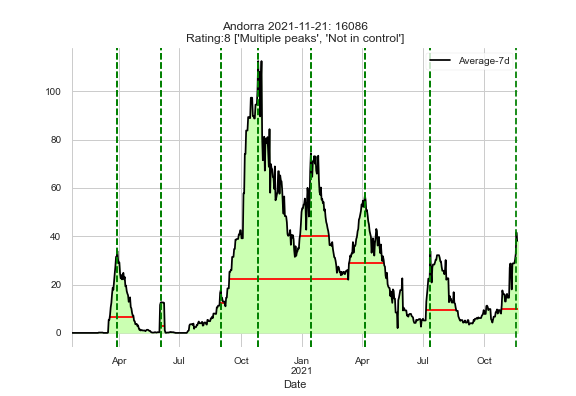 Andorra 2021-11-21: 16086
Rating:8 ['Multiple peaks', 'Not in control']
Average-7d
100
80
60
40
20
0
Apr Jul Oct Jan Apr Jul Oct
2021
Date